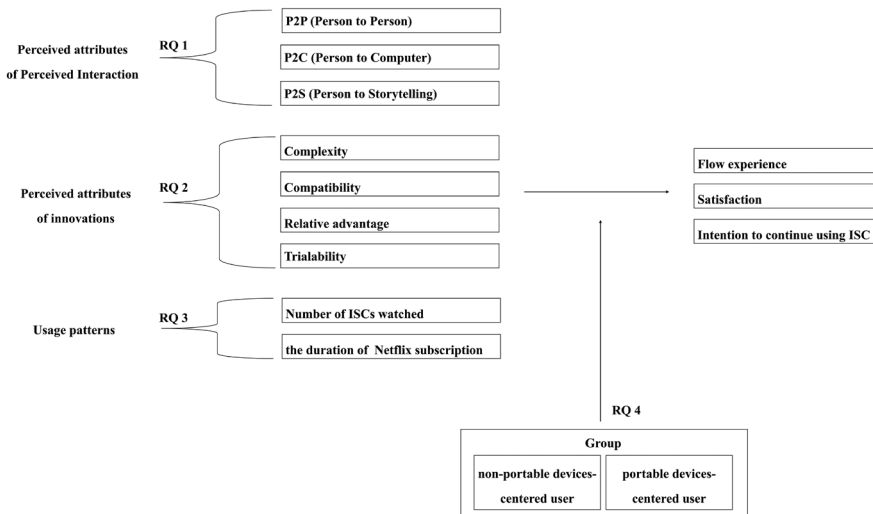 Perceived attributes
of Perceived Interaction
RQ 1
P2P (Person to Person)
P2C (Person to Computer)
P2S (Person to Storytelling)
Perceived attributes
of innovations
RQ 2
Complexity
Compatibility
Relative advantage
Trialability
Usage patterns
RQ 3
Number of ISCs watched
the duration of Netflix subscription
Flow experience
Satisfaction
Intention to continue using ISC
RQ 4
Group
non-portable devices-
centered user
portable devices-
centered user